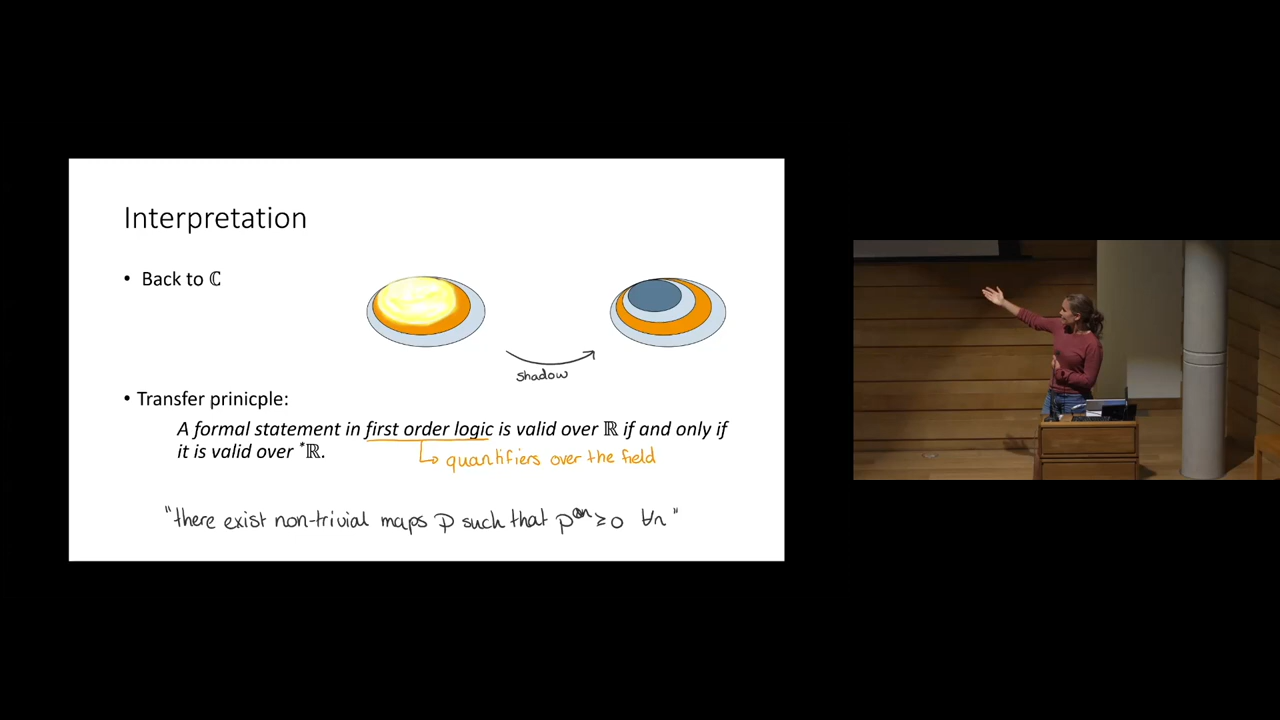 Interpretation
• Back to ℂ
shadow
• Transfer prinicple:
A formal statement in first order logic is valid over ℝ if and only if
it is valid over *ℝ.
quantifiers over the field
"there exist non-trivial maps P such that P^⊗n ≥ 0 ∀n"